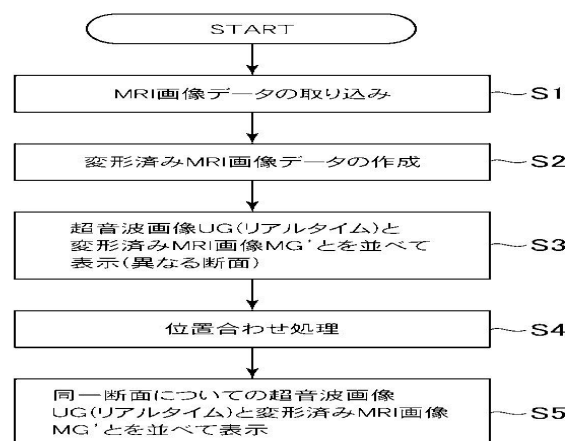 START
MRI画像データの取り込み
S1
変形済みMRI画像データの作成
S2
超音波画像UG(リアルタイム)と
変形済みMRI画像MG'とを並べて
表示(異なる断面)
S3
位置合わせ処理
S4
同一断面についての超音波画像
UG(リアルタイム)と変形済みMRI画像
MG'とを並べて表示
S5